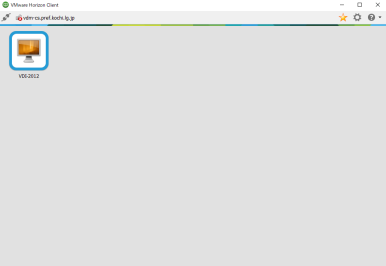 VMware Horizon Client
vdm-cs.pref.kochi.lg.jp
VDI-2012